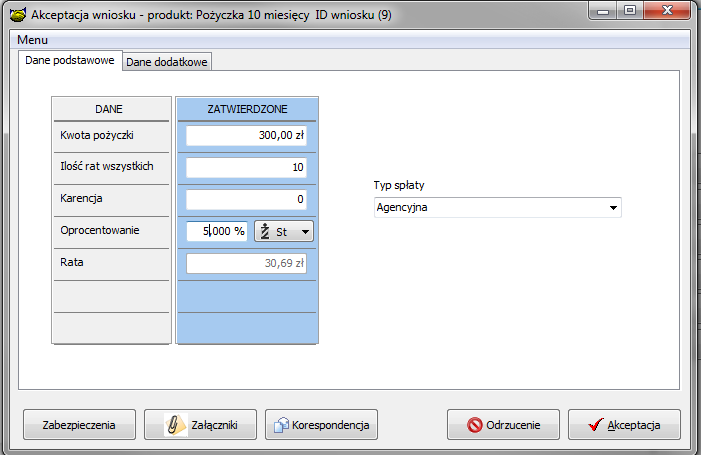 Akceptacja wniosku - produkt: Pożyczka 10 miesięcy ID wniosku (9)
Menu
Dane podstawowe Dane dodatkowe
DANE ZATWIERDZONE
Kwota pożyczki 300,00 zł
Ilość rat wszystkich 10
Typ spłaty
Karencja 0
Agencyjna
Oprocentowanie 5,000 % St
Rata 30,69 zł
Zabezpieczenia Załączniki Korespondencja Odrzucenie Akceptacja